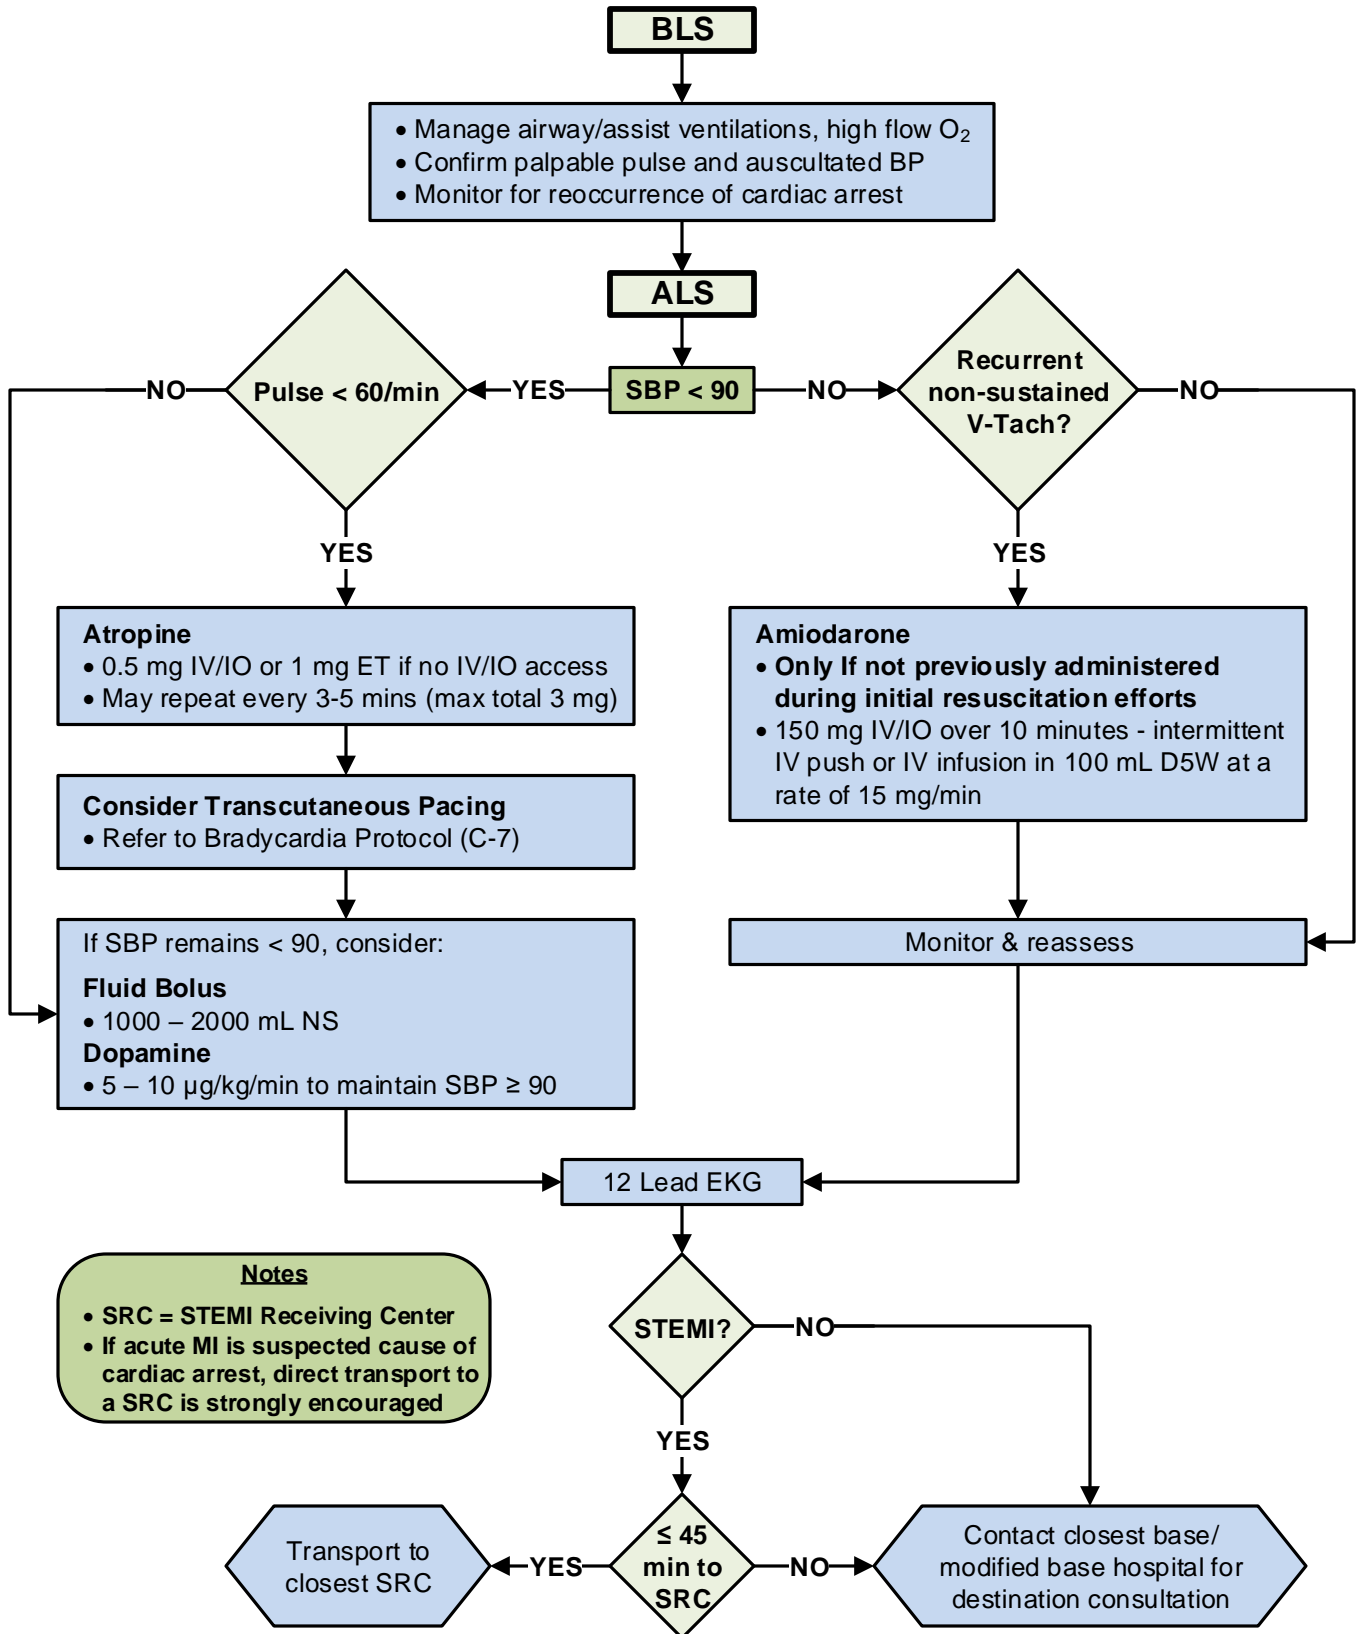 BLS
• Manage airway/assist ventilations, high flow O₂
• Confirm palpable pulse and auscultated BP
• Monitor for reoccurrence of cardiac arrest
ALS
NO
Pulse < 60/min
YES
SBP < 90
NO
Recurrent
non-sustained
V-Tach?
NO
YES
YES
Atropine
• 0.5 mg IV/IO or 1 mg ET if no IV/IO access
• May repeat every 3-5 mins (max total 3 mg)
Amiodarone
• Only If not previously administered
during initial resuscitation efforts
• 150 mg IV/IO over 10 minutes - intermittent
IV push or IV infusion in 100 mL D5W at a
rate of 15 mg/min
Consider Transcutaneous Pacing
• Refer to Bradycardia Protocol (C-7)
If SBP remains < 90, consider:
Fluid Bolus
• 1000 – 2000 mL NS
Dopamine
• 5 – 10 µg/kg/min to maintain SBP ≥ 90
Monitor & reassess
12 Lead EKG
Notes
• SRC = STEMI Receiving Center
• If acute MI is suspected cause of
cardiac arrest, direct transport to
a SRC is strongly encouraged
STEMI?
NO
YES
Transport to
closest SRC
YES
≤ 45
min to
SRC
NO
Contact closest base/
modified base hospital for
destination consultation